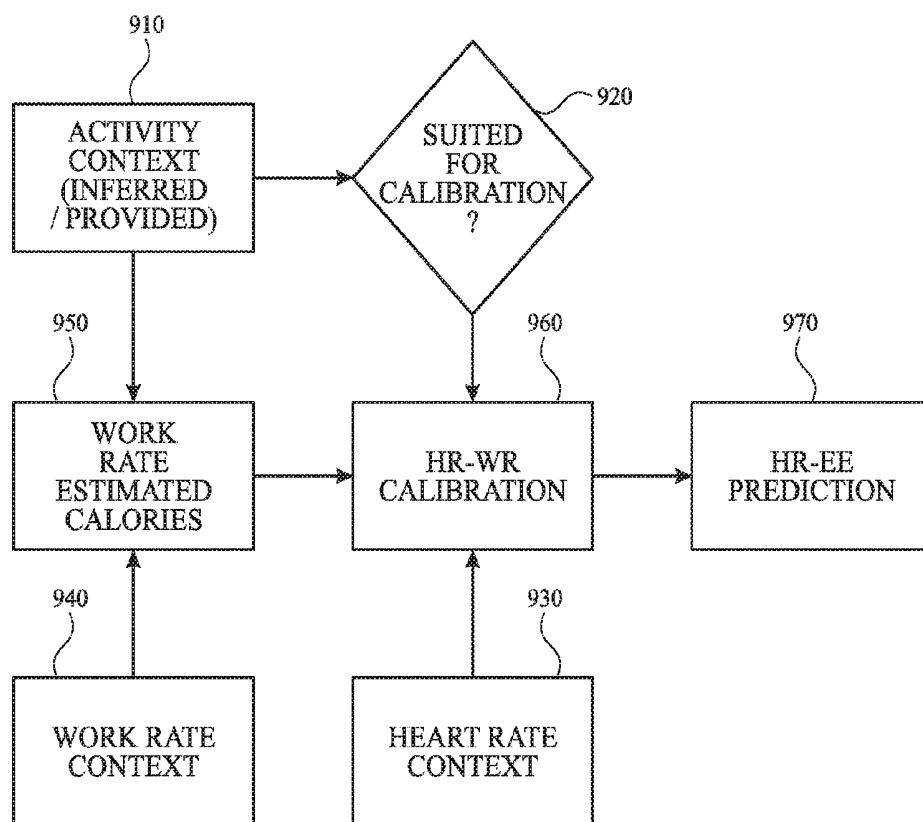 910
920
ACTIVITY
CONTEXT
(INFERRED
/ PROVIDED)
SUITED
FOR
CALIBRATION
?
950
960
970
WORK
RATE
ESTIMATED
CALORIES
HR-WR
CALIBRATION
HR-EE
PREDICTION
940
930
WORK RATE
CONTEXT
HEART RATE
CONTEXT